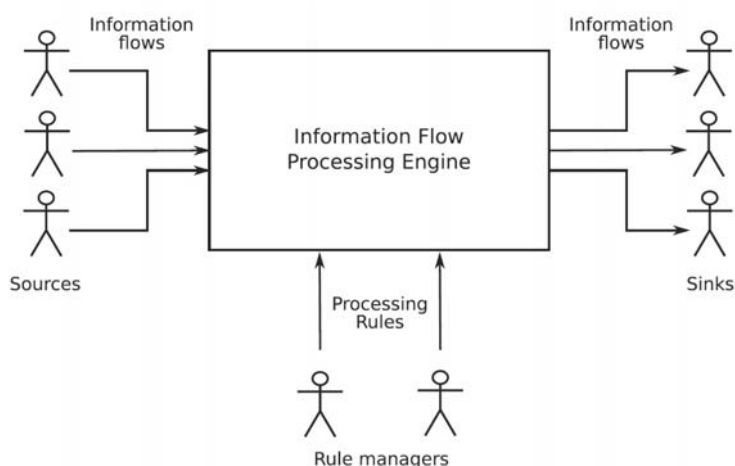 Information
flows
Information
flows
Information Flow
Processing Engine
Sources
Sinks
Processing
Rules
Rule managers